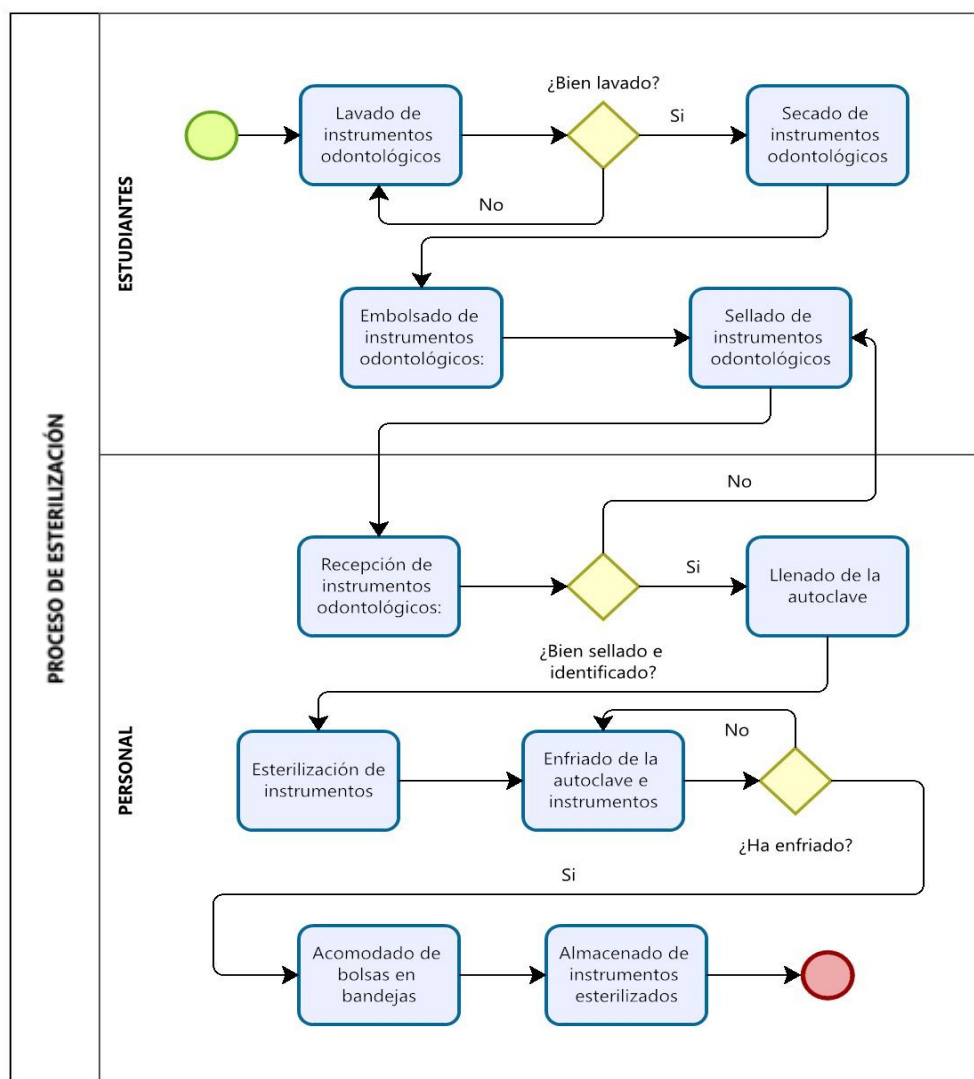 PROCESO DE ESTERILIZACIÓN
ESTUDIANTES
Lavado de
instrumentos
odontológicos
¿Bien lavado?
Si
No
Secado de
instrumentos
odontológicos
Embolsado de
instrumentos
odontológicos:
Sellado de
instrumentos
odontológicos
PERSONAL
Recepción de
instrumentos
odontológicos:
¿Bien sellado e
identificado?
No
Si
Llenado de la
autoclave
Esterilización de
instrumentos
Enfriado de la
autoclave e
instrumentos
No
¿Ha enfriado?
Si
Acomodado de
bolsas en
bandejas
Almacenado de
instrumentos
esterilizados